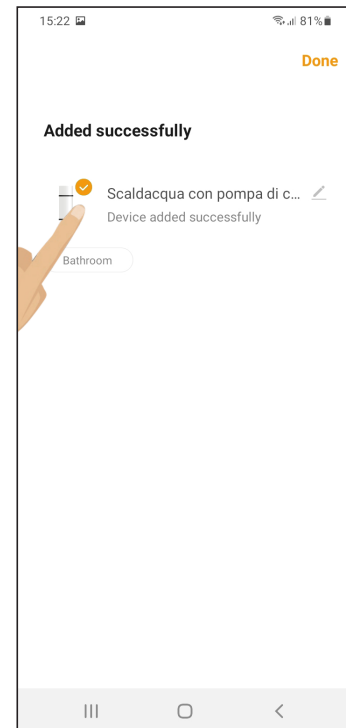 15:22 81%
Done
Added successfully
Scaldacqua con pompa di c...
Device added successfully
Bathroom